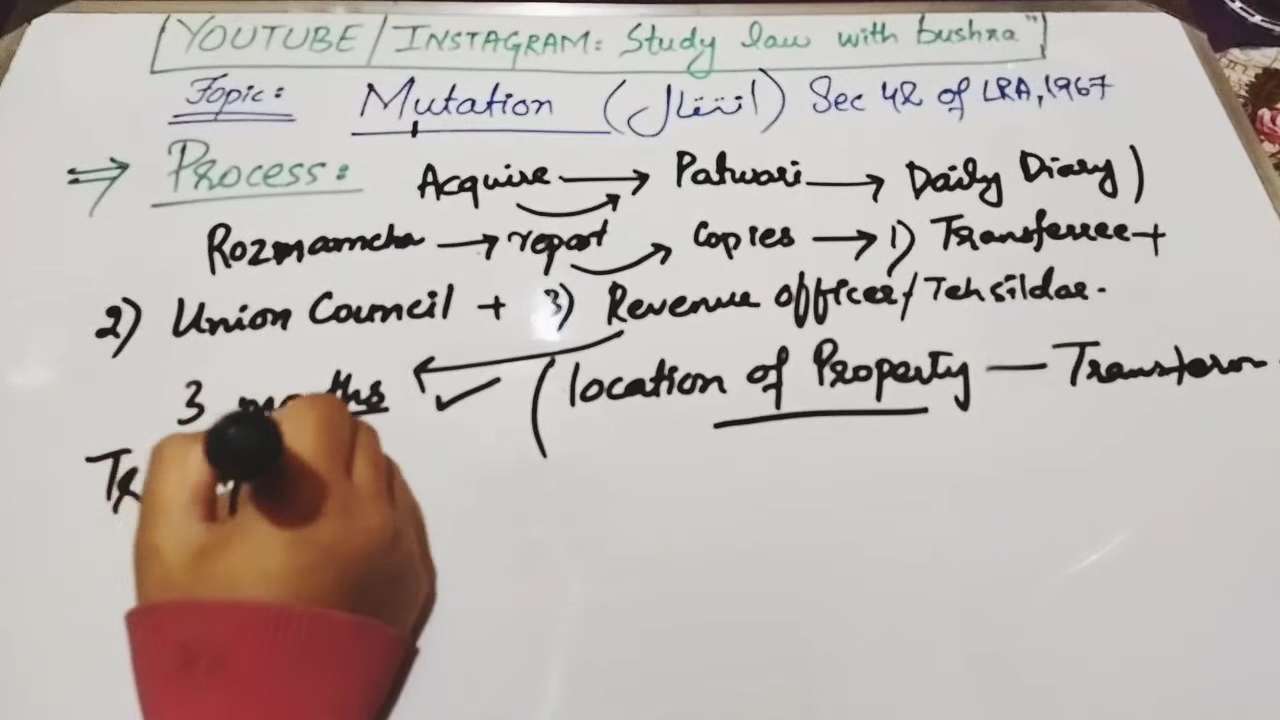 [YOUTUBE/INSTAGRAM: Study law with bushra"]
Topic: Mutation (انتقال) Sec 42 of LRA, 1967
⇒ Process: Acquire → Patwari → Daily Diary)
Rozmamcha → report → Copies → 1) Transferee +
2) Union Council + 3) Revenue officer/Tehsildar.
3 months ← ✓ (location of Property — Transferor